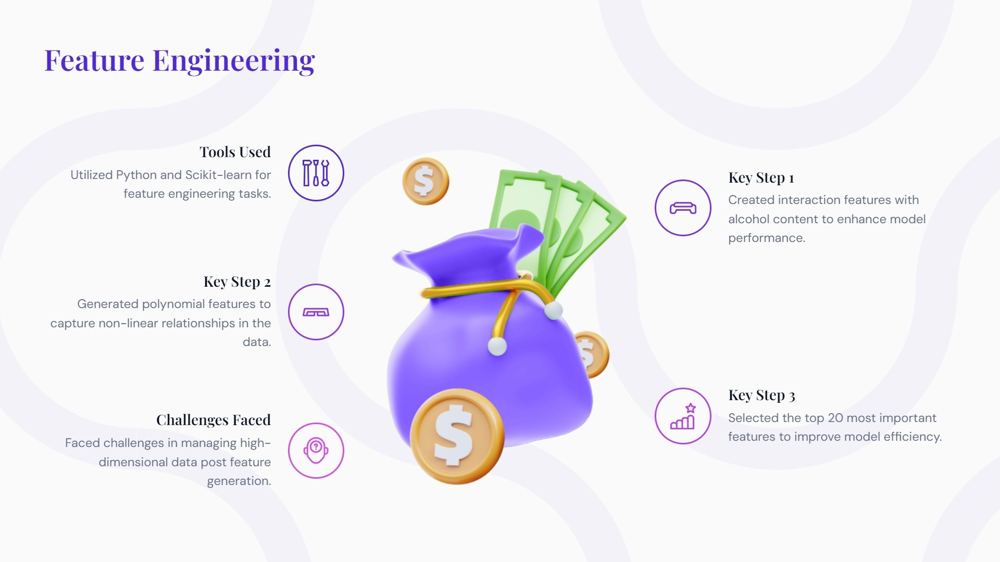 Feature Engineering
Tools Used
Utilized Python and Scikit-learn for
feature engineering tasks.
Key Step 1
Created interaction features with
alcohol content to enhance model
performance.
Key Step 2
Generated polynomial features to
capture non-linear relationships in the
data.
Key Step 3
Selected the top 20 most important
features to improve model efficiency.
Challenges Faced
Faced challenges in managing high-
dimensional data post feature
generation.
$
$
$
?